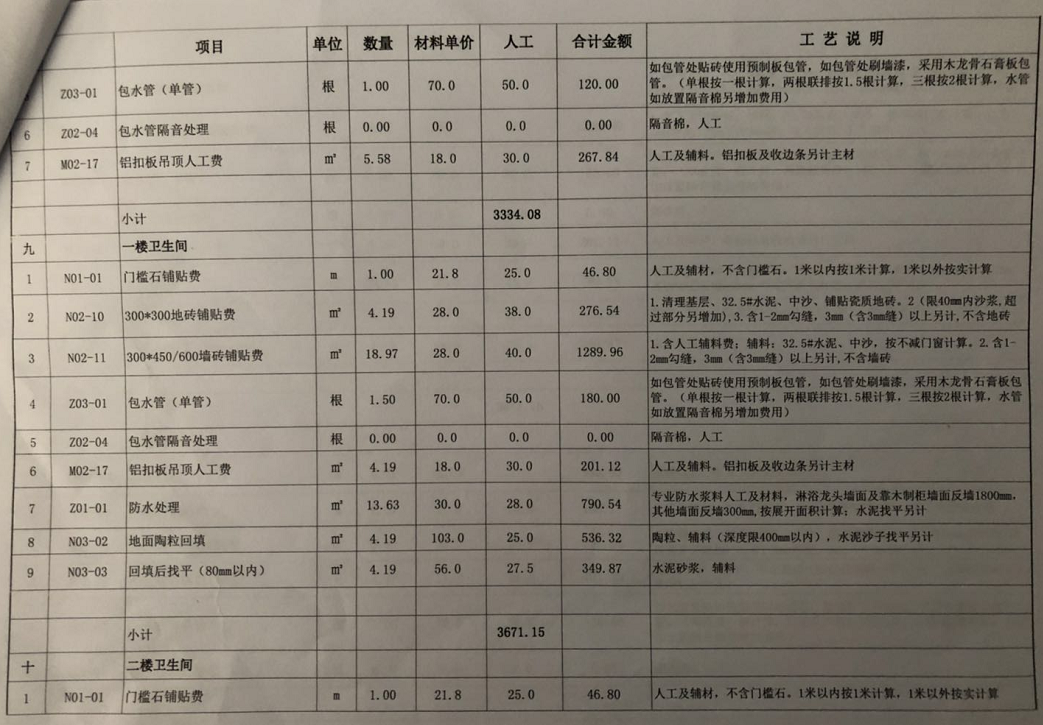 项目 单位 数量 材料单价 人工 合计金额 工艺说明
Z03-01 包水管（单管） 根 1.00 70.0 50.0 120.00 如包管处贴砖使用预制板包管，如包管处刷墙漆，采用木龙骨石膏板包
管。（单根按一根计算，两根联排按1.5根计算，三根按2根计算，水管
如放置隔音棉另增加费用）
6 Z02-04 包水管隔音处理 根 0.00 0.0 0.0 0.00 隔音棉，人工
7 M02-17 铝扣板吊顶人工费 m² 5.58 18.0 30.0 267.84 人工及辅料。铝扣板及收边条另计主材
小计 3334.08
九 一楼卫生间
1 N01-01 门槛石铺贴费 m 1.00 21.8 25.0 46.80 人工及辅材，不含门槛石。1米以内按1米计算，1米以外按实计算
2 N02-10 300*300地砖铺贴费 m² 4.19 28.0 38.0 276.54 1.清理基层、32.5#水泥、中沙、铺贴瓷质地砖。2（限40mm内沙浆,超
过部分另增加),3.含1-2mm勾缝，3mm（含3mm缝）以上另计,不含地砖
3 N02-11 300*450/600墙砖铺贴费 m² 18.97 28.0 40.0 1289.96 1.含人工辅料费；辅料：32.5#水泥、中沙，按不减门窗计算。2.含1-
2mm勾缝，3mm（含3mm缝）以上另计,不含墙砖
4 Z03-01 包水管（单管） 根 1.50 70.0 50.0 180.00 如包管处贴砖使用预制板包管，如包管处刷墙漆，采用木龙骨石膏板包
管。（单根按一根计算，两根联排按1.5根计算，三根按2根计算，水管
如放置隔音棉另增加费用）
5 Z02-04 包水管隔音处理 根 0.00 0.0 0.0 0.00 隔音棉，人工
6 M02-17 铝扣板吊顶人工费 m² 4.19 18.0 30.0 201.12 人工及辅料。铝扣板及收边条另计主材
7 Z01-01 防水处理 m² 13.63 30.0 28.0 790.54 专业防水浆料人工及材料，淋浴龙头墙面及靠木制柜墙面反墙1800mm，
其他墙面反墙300mm,按展开面积计算；水泥找平另计
8 N03-02 地面陶粒回填 m² 4.19 103.0 25.0 536.32 陶粒、辅料（深度限400mm以内），水泥沙子找平另计
9 N03-03 回填后找平（80mm以内） m² 4.19 56.0 27.5 349.87 水泥砂浆，辅料
小计 3671.15
十 二楼卫生间
1 N01-01 门槛石铺贴费 m 1.00 21.8 25.0 46.80 人工及辅材，不含门槛石。1米以内按1米计算，1米以外按实计算